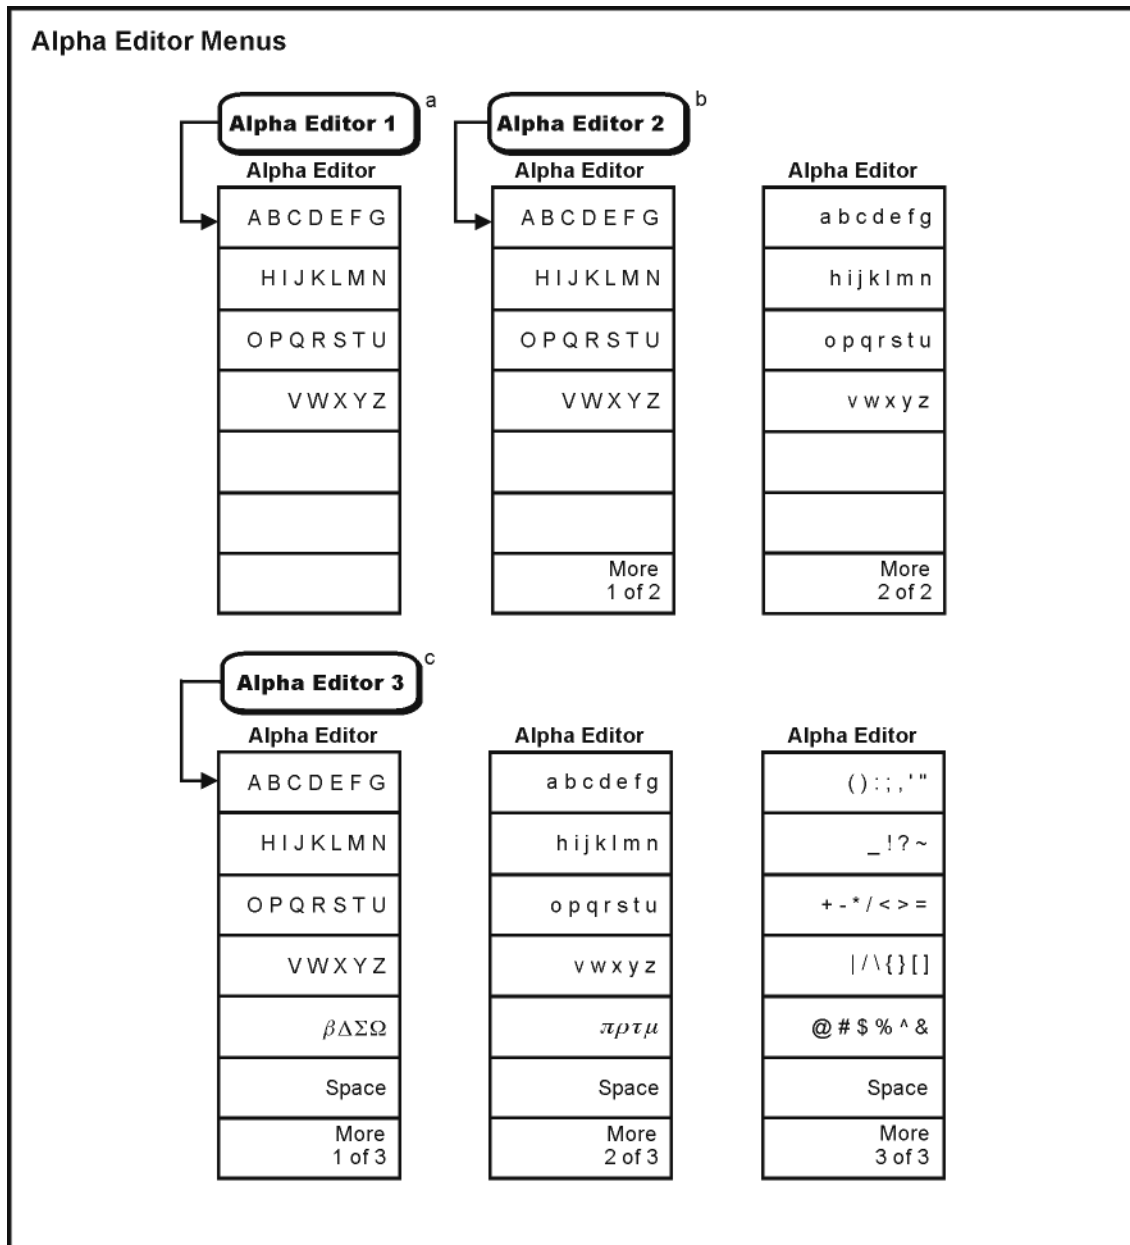 Alpha Editor Menus
Alpha Editor 1 a
Alpha Editor
A B C D E F G
H I J K L M N
O P Q R S T U
V W X Y Z
Alpha Editor 2 b
Alpha Editor
A B C D E F G
H I J K L M N
O P Q R S T U
V W X Y Z
More
1 of 2
Alpha Editor
a b c d e f g
h i j k l m n
o p q r s t u
v w x y z
More
2 of 2
Alpha Editor 3 c
Alpha Editor
A B C D E F G
H I J K L M N
O P Q R S T U
V W X Y Z
βΔΣΩ
Space
More
1 of 3
Alpha Editor
a b c d e f g
h i j k l m n
o p q r s t u
v w x y z
πρτμ
Space
More
2 of 3
Alpha Editor
( ) : ; , ' "
_ ! ? ~
+ - * / < > =
| / \ { } [ ]
@ # $ % ^ &
Space
More
3 of 3